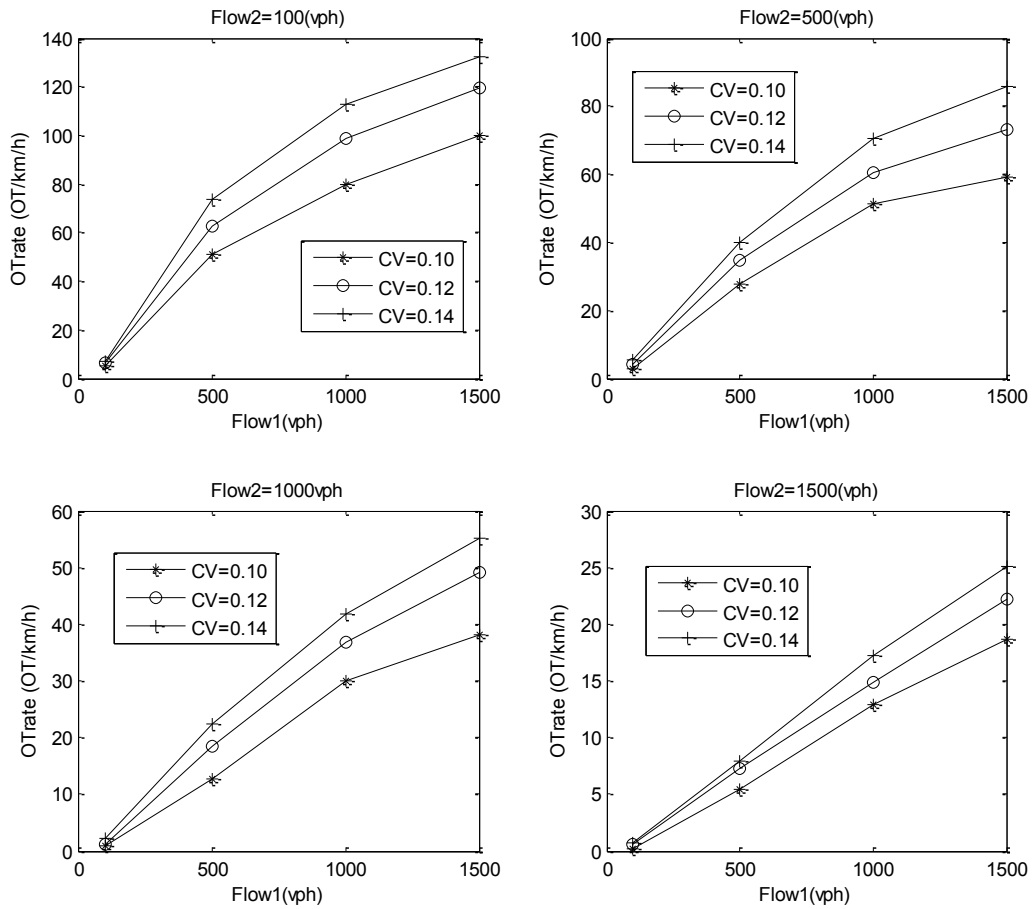 Flow2=100(vph)
140
120
100
80
60
40
20
0
OTrate (OT/km/h)
CV=0.10
CV=0.12
CV=0.14
0 500 1000 1500
Flow1(vph)
Flow2=500(vph)
100
80
60
40
20
0
OTrate (OT/km/h)
CV=0.10
CV=0.12
CV=0.14
0 500 1000 1500
Flow1(vph)
Flow2=1000vph
60
50
40
30
20
10
0
OTrate (OT/km/h)
CV=0.10
CV=0.12
CV=0.14
0 500 1000 1500
Flow1(vph)
Flow2=1500(vph)
30
25
20
15
10
5
0
OTrate (OT/km/h)
CV=0.10
CV=0.12
CV=0.14
0 500 1000 1500
Flow1(vph)